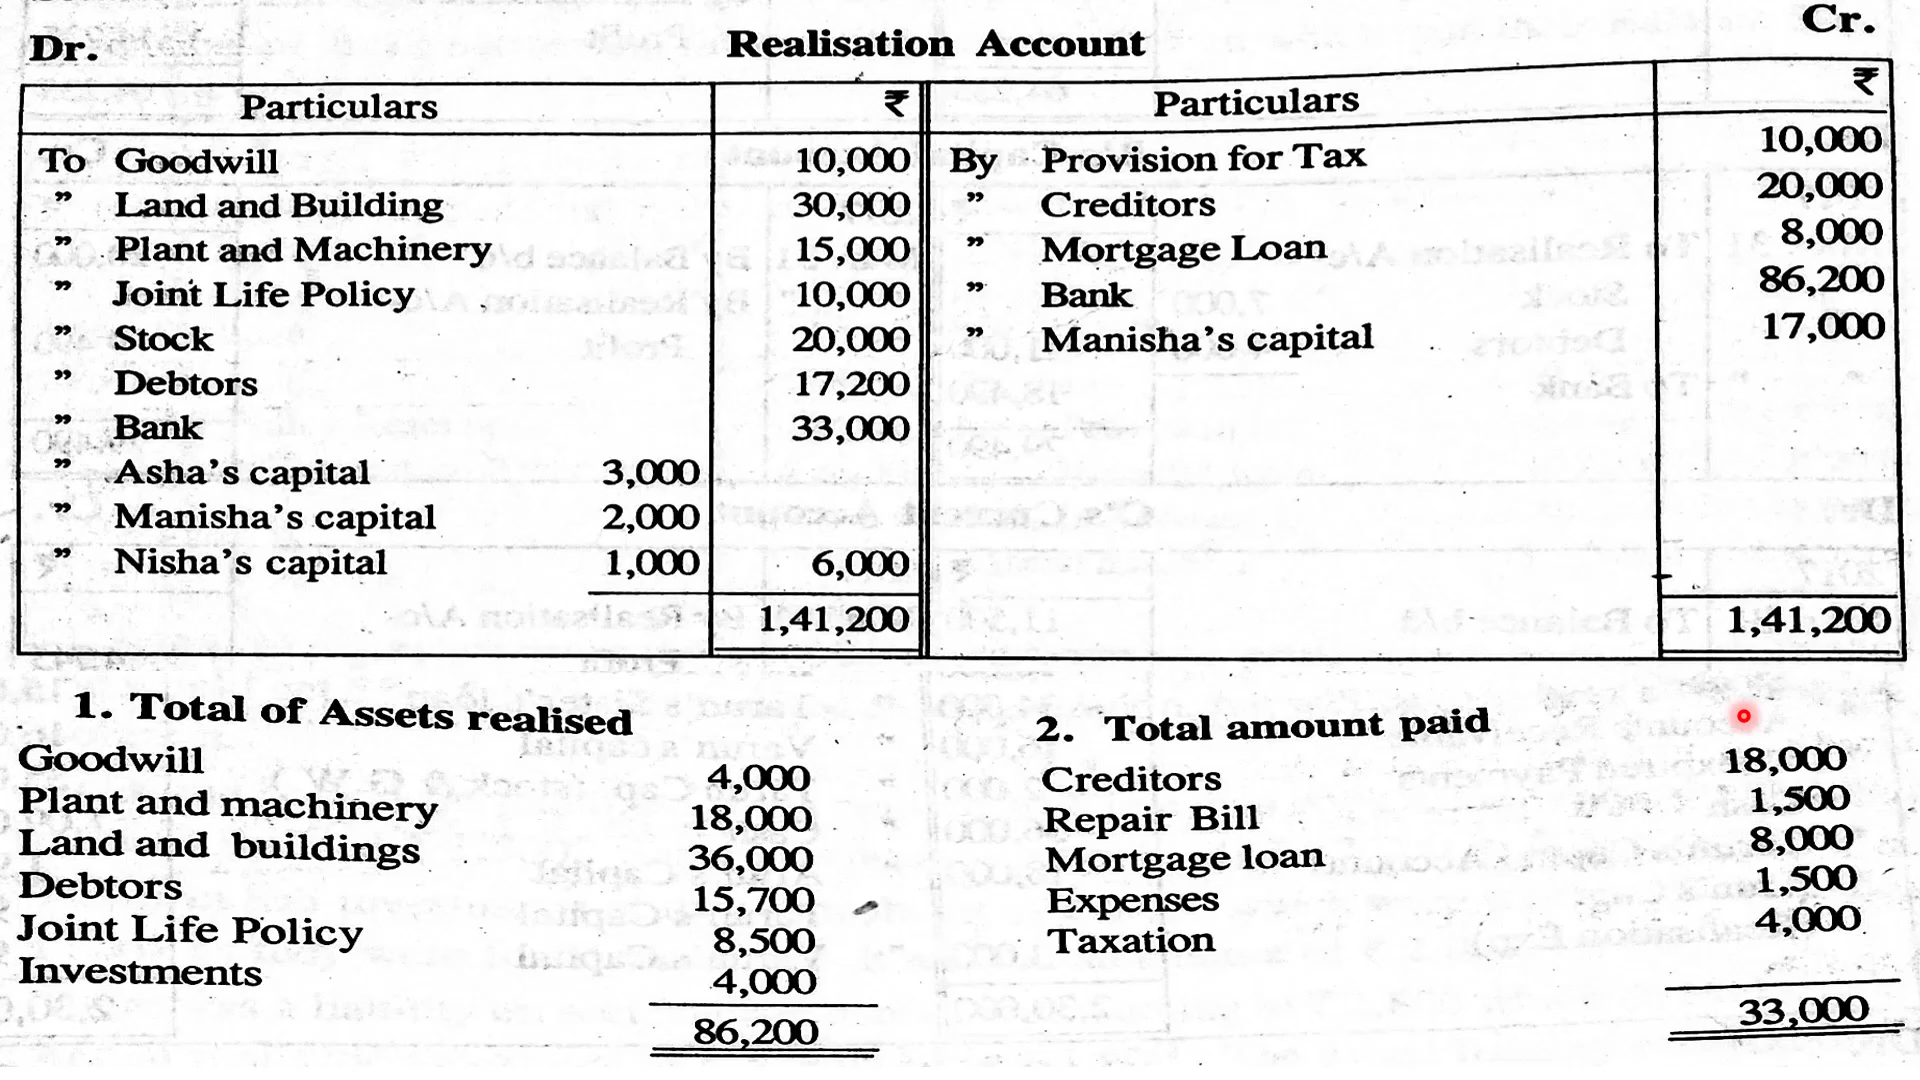 Dr. Realisation Account Cr.
Particulars ₹ Particulars ₹
To Goodwill 10,000 By Provision for Tax 10,000
” Land and Building 30,000 ” Creditors 20,000
” Plant and Machinery 15,000 ” Mortgage Loan 8,000
” Joint Life Policy 10,000 ” Bank 86,200
” Stock 20,000 ” Manisha’s capital 17,000
” Debtors 17,200
” Bank 33,000
” Asha’s capital 3,000
” Manisha’s capital 2,000
” Nisha’s capital 1,000 6,000
1,41,200 1,41,200
1. Total of Assets realised
Goodwill 4,000
Plant and machinery 18,000
Land and buildings 36,000
Debtors 15,700
Joint Life Policy 8,500
Investments 4,000
86,200
2. Total amount paid
Creditors 18,000
Repair Bill 1,500
Mortgage loan 8,000
Expenses 1,500
Taxation 4,000
33,000